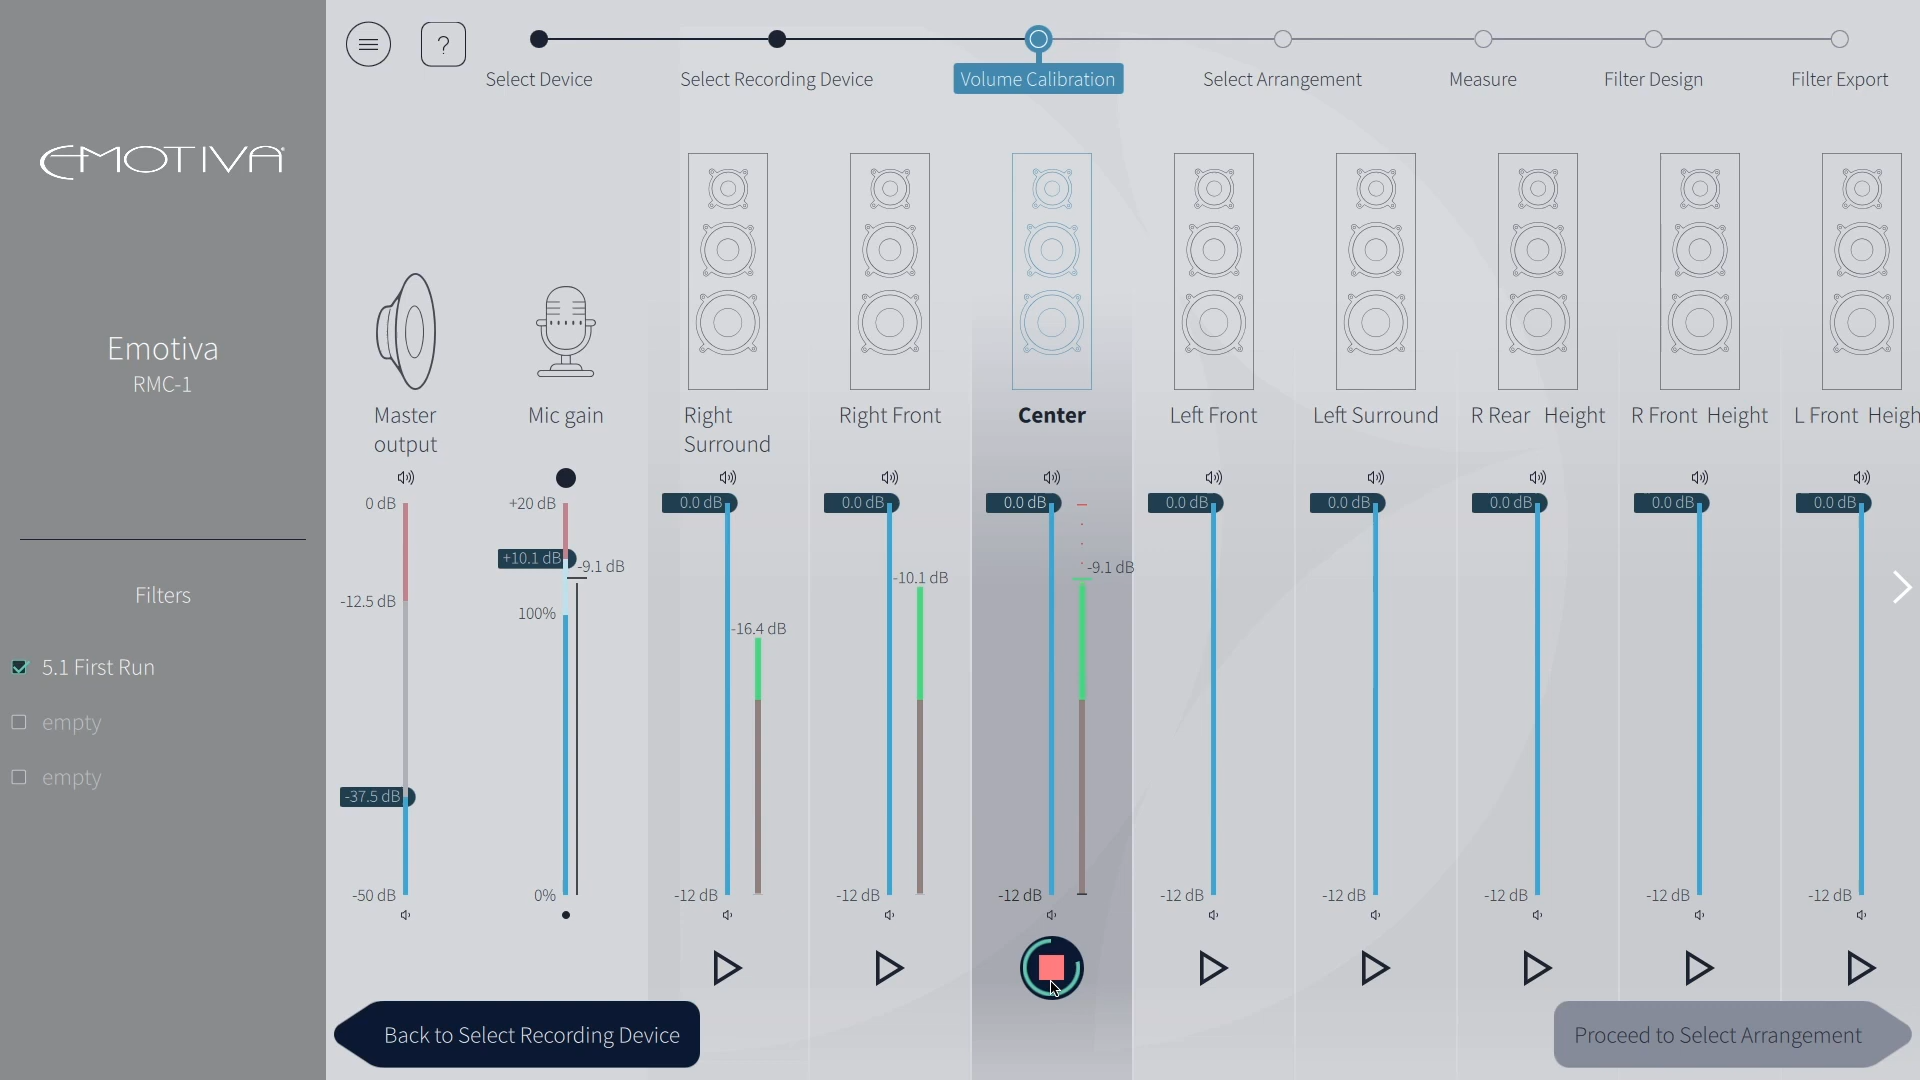 ?
Select Device
Select Recording Device
Volume Calibration
Select Arrangement
Measure
Filter Design
Filter Export
EMOTIVA
Emotiva
RMC-1
Filters
5.1 First Run
empty
empty
Master
output
Mic gain
Right
Surround
Right Front
Center
Left Front
Left Surround
R Rear Height
R Front Height
L Front Heigh
0 dB
-12.5 dB
-37.5 dB
-50 dB
+20 dB
+10.1 dB
-9.1 dB
100%
0%
0.0 dB
-16.4 dB
-12 dB
0.0 dB
-10.1 dB
-12 dB
0.0 dB
-9.1 dB
-12 dB
0.0 dB
-12 dB
0.0 dB
-12 dB
0.0 dB
-12 dB
0.0 dB
-12 dB
0.0 dB
-12 dB
Back to Select Recording Device
Proceed to Select Arrangement